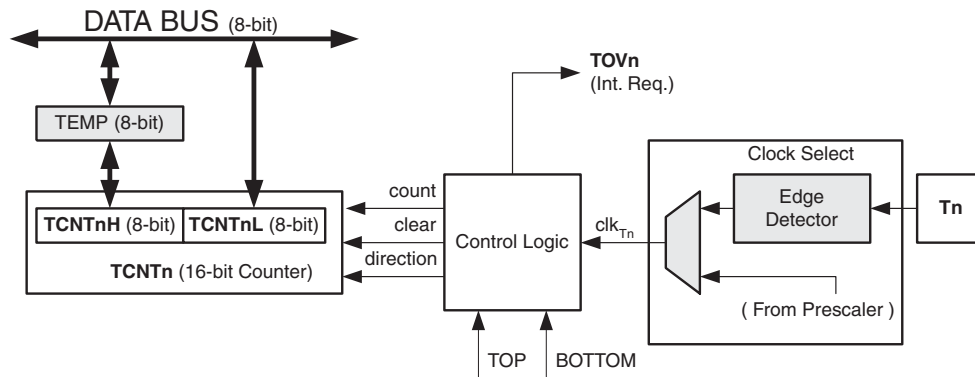 DATA BUS (8-bit)
TOVn
(Int. Req.)
TEMP (8-bit)
Clock Select
count
TCNTnH (8-bit) TCNTnL (8-bit)
Edge
Detector
Tn
clear
Control Logic
clkTn
TCNTn (16-bit Counter)
direction
( From Prescaler )
TOP
BOTTOM